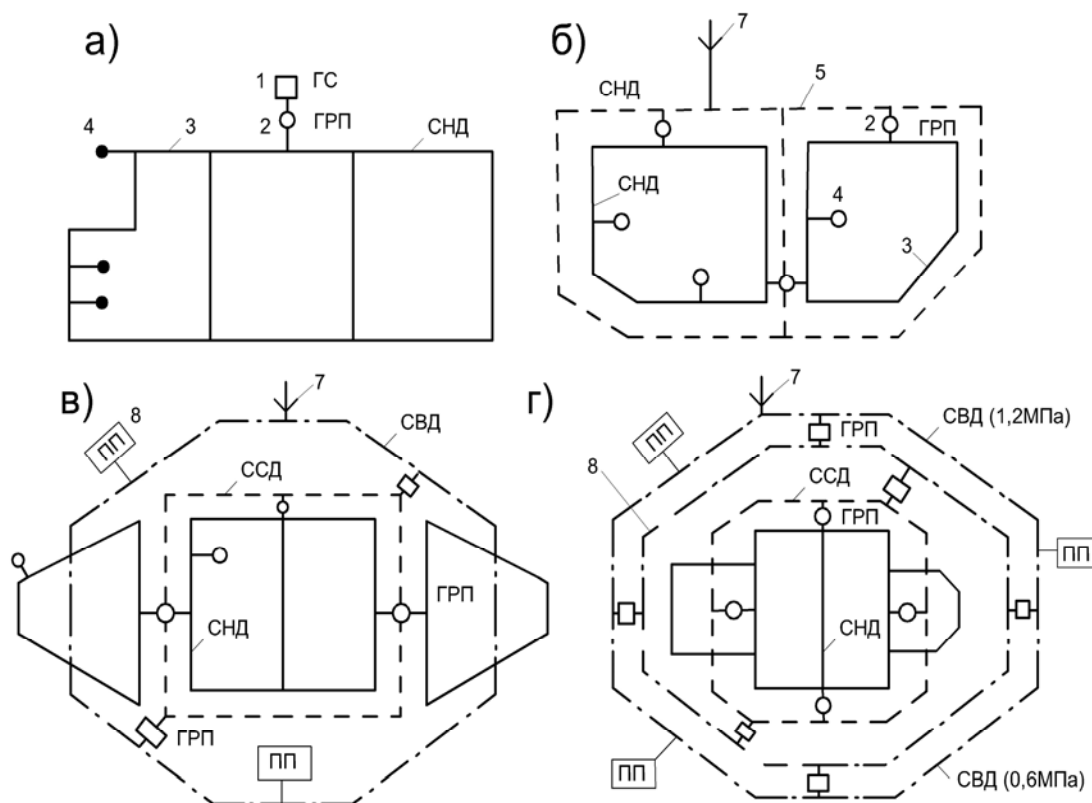 а)
1
ГС
4
3
2
ГРП
СНД
б)
7
СНД
5
2
ГРП
СНД
4
3
в)
7
8
ПП
СВД
ССД
ГРП
СНД
ГРП
ПП
г)
7
СВД (1,2МПа)
ПП
ГРП
8
ССД
ГРП
ПП
СНД
ПП
СВД (0,6МПа)